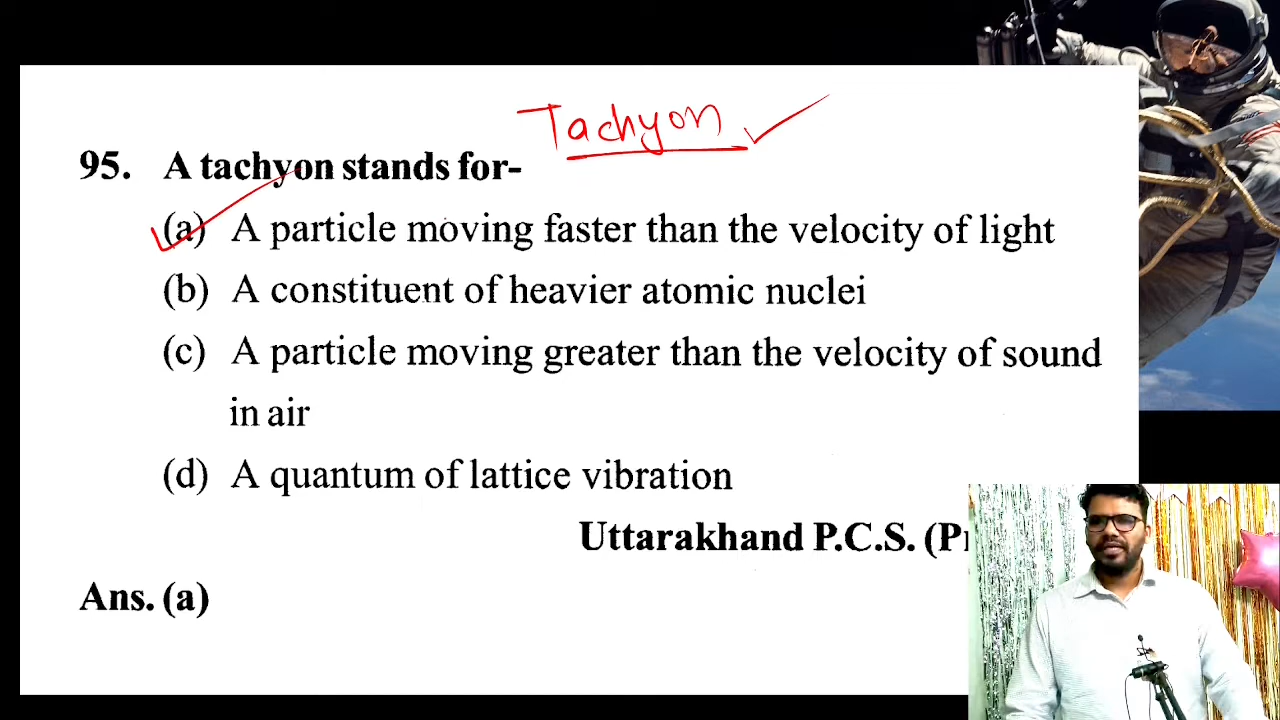 Tachyon
95. A tachyon stands for-
(a) A particle moving faster than the velocity of light
(b) A constituent of heavier atomic nuclei
(c) A particle moving greater than the velocity of sound
in air
(d) A quantum of lattice vibration
Uttarakhand P.C.S. (Pr
Ans. (a)